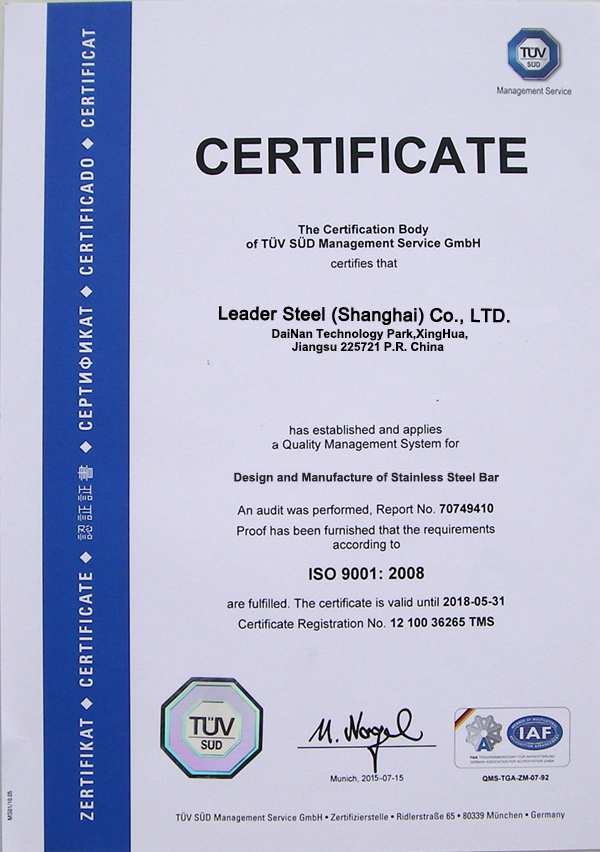 TÜV
SÜD
Management Service
CERTIFICATE
The Certification Body
of TÜV SÜD Management Service GmbH
certifies that
Leader Steel (Shanghai) Co., LTD.
DaiNan Technology Park,XingHua,
Jiangsu 225721 P.R. China
has established and applies
a Quality Management System for
Design and Manufacture of Stainless Steel Bar
An audit was performed, Report No. 70749410
Proof has been furnished that the requirements
according to
ISO 9001: 2008
are fulfilled. The certificate is valid until 2018-05-31
Certificate Registration No. 12 100 36265 TMS
TÜV
SÜD
M. Nagel
Munich, 2015-07-15
IAF
QMS-TGA-ZM-07-92
TÜV SÜD Management Service GmbH • Zertifizierstelle • Ridlerstraße 65 • 80339 München • Germany
ZERTIFIKAT ◆ CERTIFICATE ◆ 認証証書 ◆ СЕРТИФИКАТ ◆ CERTIFICADO ◆ CERTIFICAT